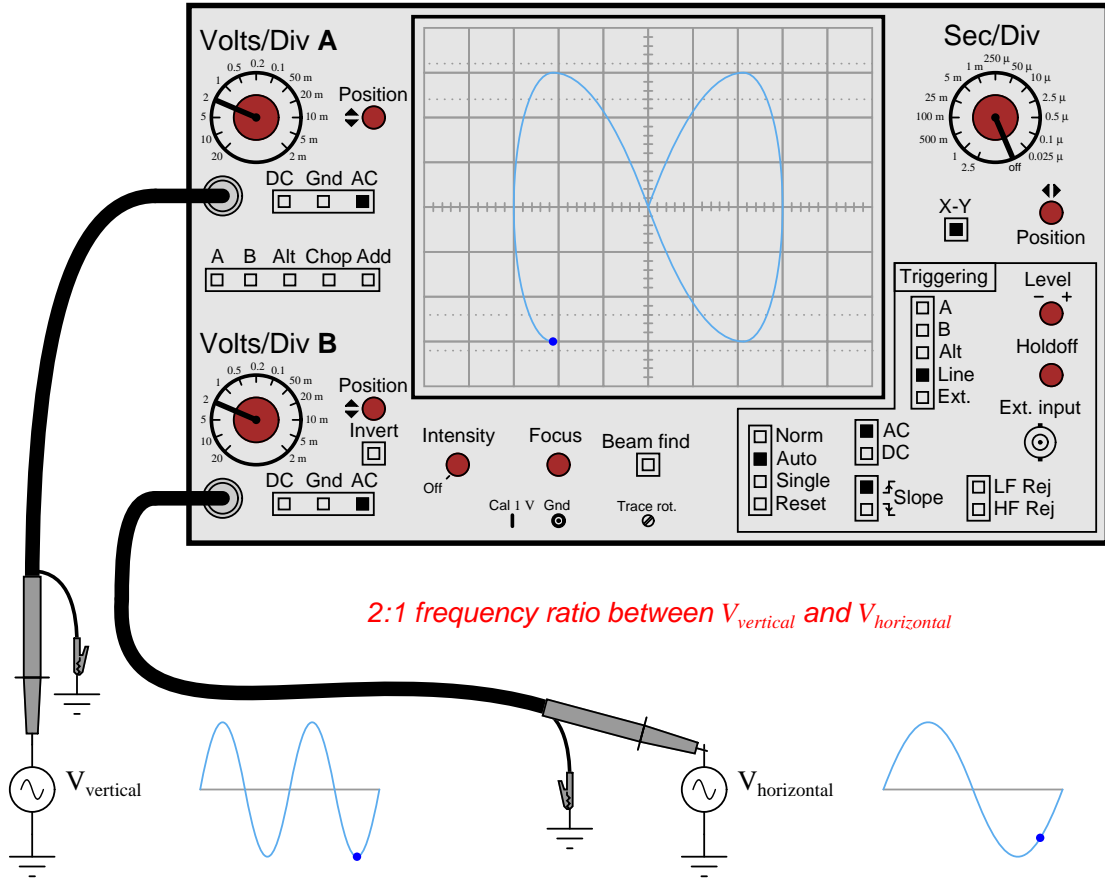 Volts/Div A
0.5 0.2 0.1
1 50 m
2 20 m
5 10 m
10 5 m
20 2 m
Position
DC Gnd AC
A B Alt Chop Add
Volts/Div B
0.5 0.2 0.1
1 50 m
2 20 m
5 10 m
10 5 m
20 2 m
Position
Invert
DC Gnd AC
Intensity
Off
Focus
Beam find
Cal 1 V Gnd Trace rot.
Sec/Div
250 µ
1 m 50 µ
5 m 10 µ
25 m 2.5 µ
100 m 0.5 µ
500 m 0.1 µ
1 0.025 µ
2.5 off
X-Y
Position
Triggering
A
B
Alt
Line
Ext.
Level
− +
Holdoff
Ext. input
Norm
Auto
Single
Reset
AC
DC
Slope
LF Rej
HF Rej
2:1 frequency ratio between Vvertical and Vhorizontal
Vvertical
Vhorizontal